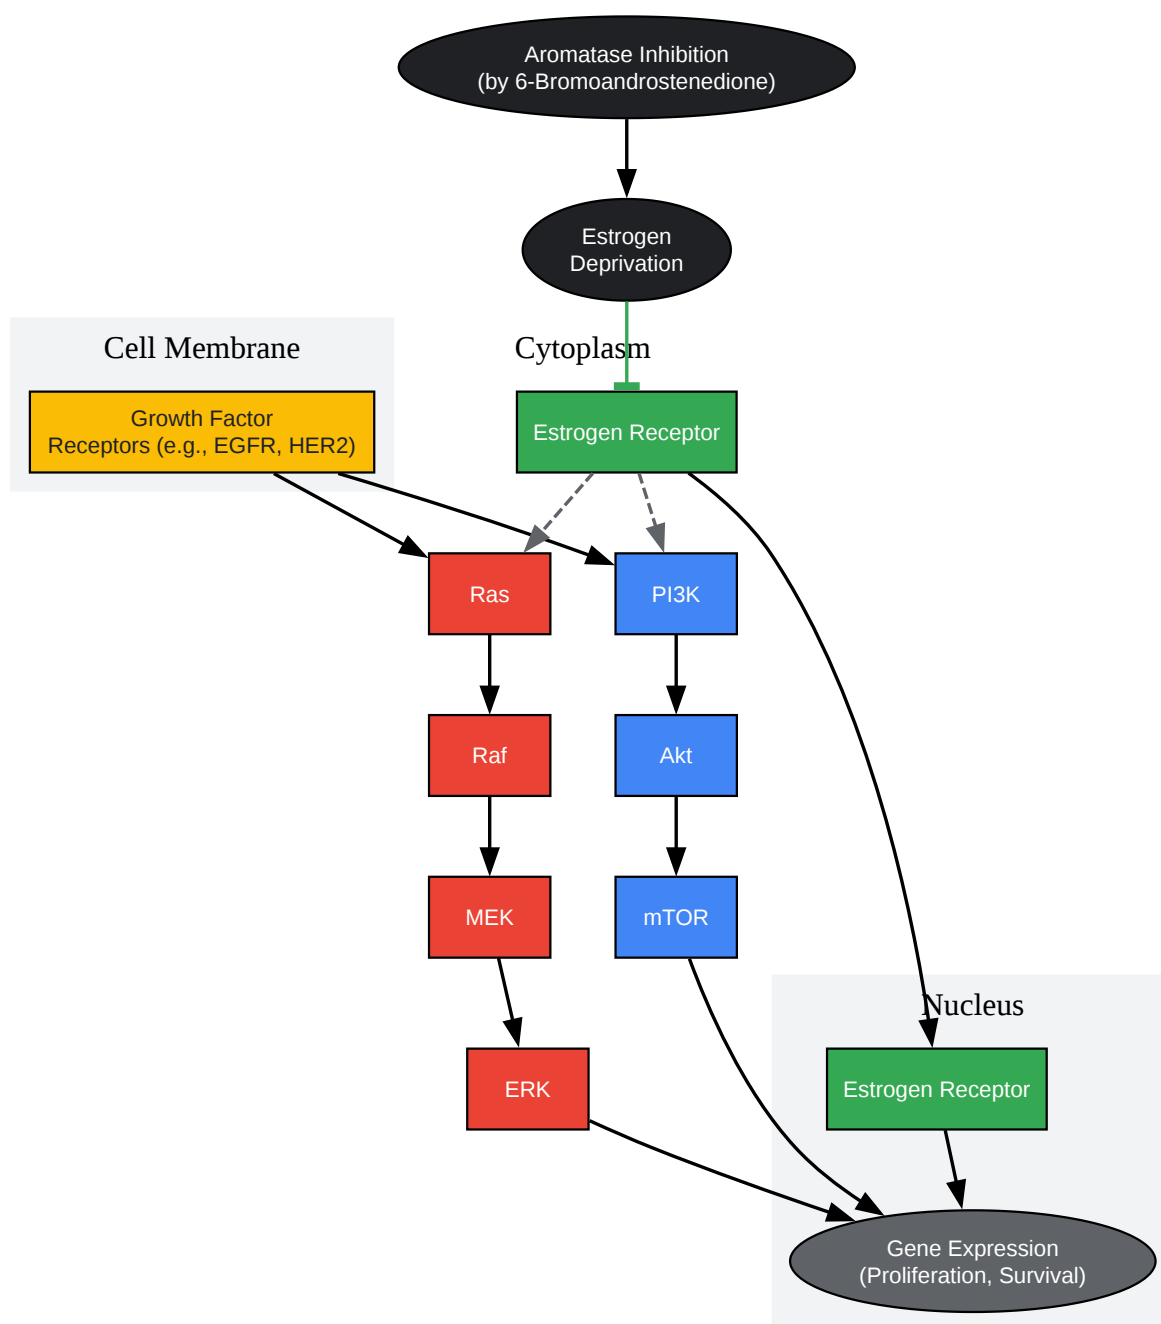 Aromatase Inhibition
(by 6-Bromoandrostenedione)
Estrogen
Deprivation
Cell Membrane
Cytoplasm
Growth Factor
Receptors (e.g., EGFR, HER2)
Estrogen Receptor
Ras
PI3K
Raf
Akt
MEK
mTOR
Nucleus
ERK
Estrogen Receptor
Gene Expression
(Proliferation, Survival)